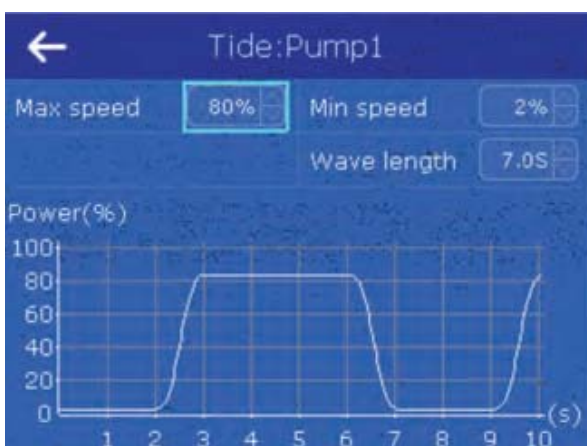 Tide:Pump1
Max speed 80% Min speed 2%
Wave length 7.0S
Power(%)
100
80
60
40
20
0
(s)
1 2 3 4 5 6 7 8 9 10